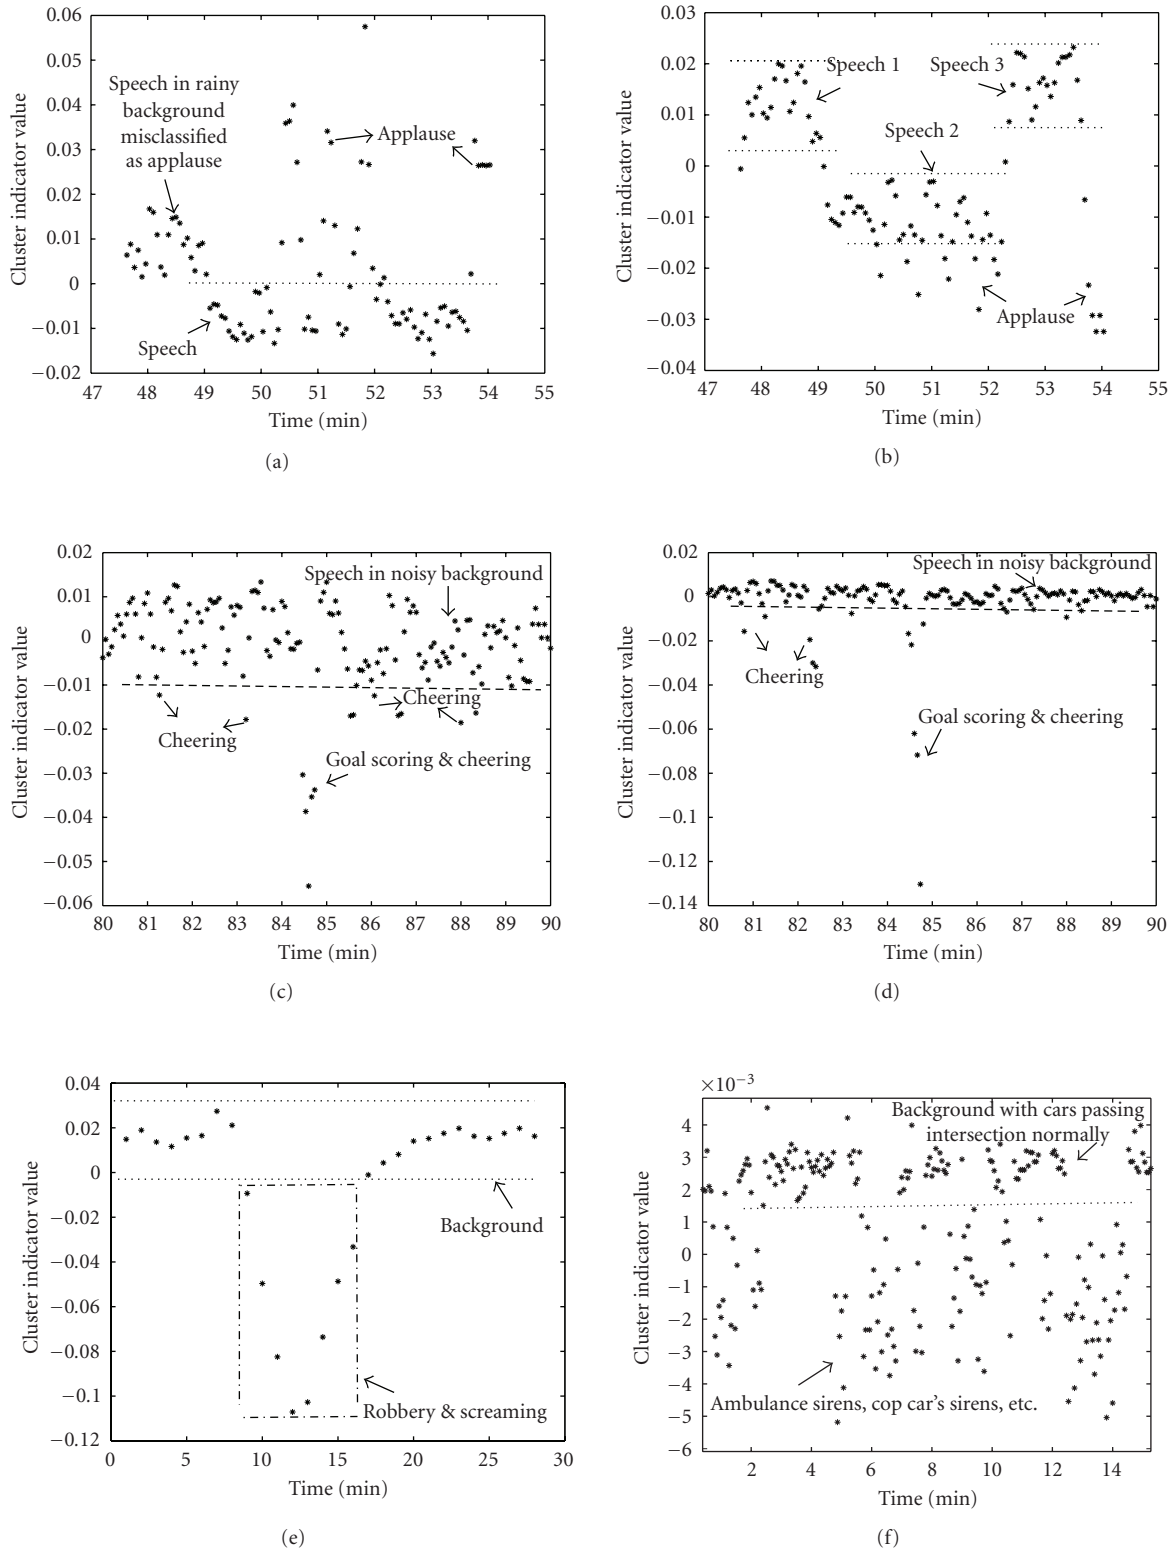 0.06
0.05
0.04
0.03
0.02
0.01
0
−0.01
−0.02
Cluster indicator value
Speech in rainy
background
misclassified
as applause
Applause
Speech
47 48 49 50 51 52 53 54 55
Time (min)
(a)
0.03
0.02
0.01
0
−0.01
−0.02
−0.03
−0.04
Cluster indicator value
Speech 1
Speech 3
Speech 2
Applause
47 48 49 50 51 52 53 54 55
Time (min)
(b)
0.02
0.01
0
−0.01
−0.02
−0.03
−0.04
−0.05
−0.06
Cluster indicator value
Speech in noisy background
Cheering
Cheering
Goal scoring & cheering
80 81 82 83 84 85 86 87 88 89 90
Time (min)
(c)
0.02
0
−0.02
−0.04
−0.06
−0.08
−0.1
−0.12
−0.14
Cluster indicator value
Speech in noisy background
Cheering
Goal scoring & cheering
80 81 82 83 84 85 86 87 88 89 90
Time (min)
(d)
0.04
0.02
0
−0.02
−0.04
−0.06
−0.08
−0.1
−0.12
Cluster indicator value
Background
Robbery & screaming
0 5 10 15 20 25 30
Time (min)
(e)
×10−3
4
3
2
1
0
−1
−2
−3
−4
−5
−6
Cluster indicator value
Background with cars passing
intersection normally
Ambulance sirens, cop car's sirens, etc.
2 4 6 8 10 12 14
Time (min)
(f)